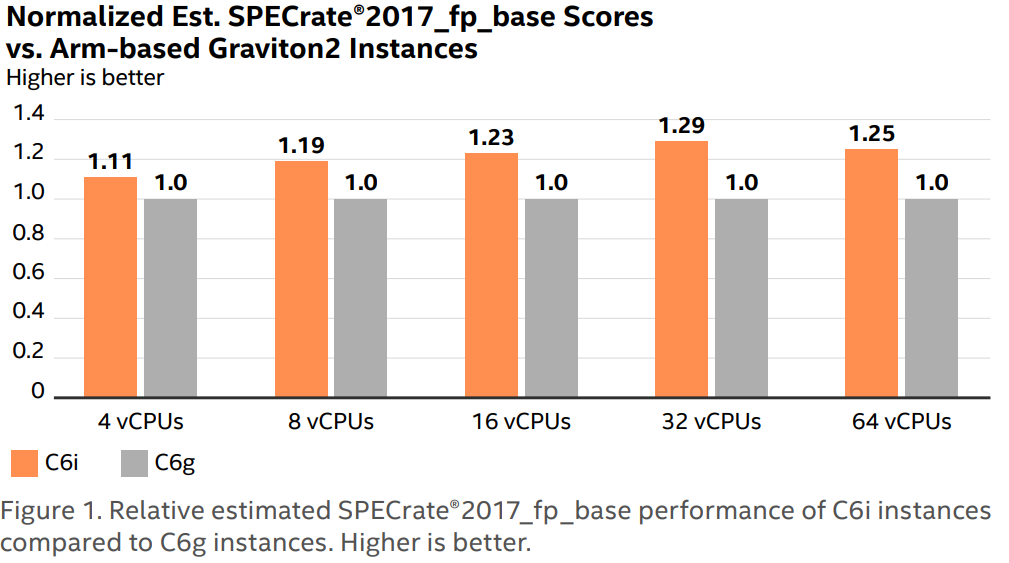 Normalized Est. SPECrate®2017_fp_base Scores
vs. Arm-based Graviton2 Instances
Higher is better
1.4
1.2
1.0
0.8
0.6
0.4
0.2
0
1.11
1.0
1.19
1.0
1.23
1.0
1.29
1.0
1.25
1.0
4 vCPUs
8 vCPUs
16 vCPUs
32 vCPUs
64 vCPUs
C6i
C6g
Figure 1. Relative estimated SPECrate®2017_fp_base performance of C6i instances
compared to C6g instances. Higher is better.